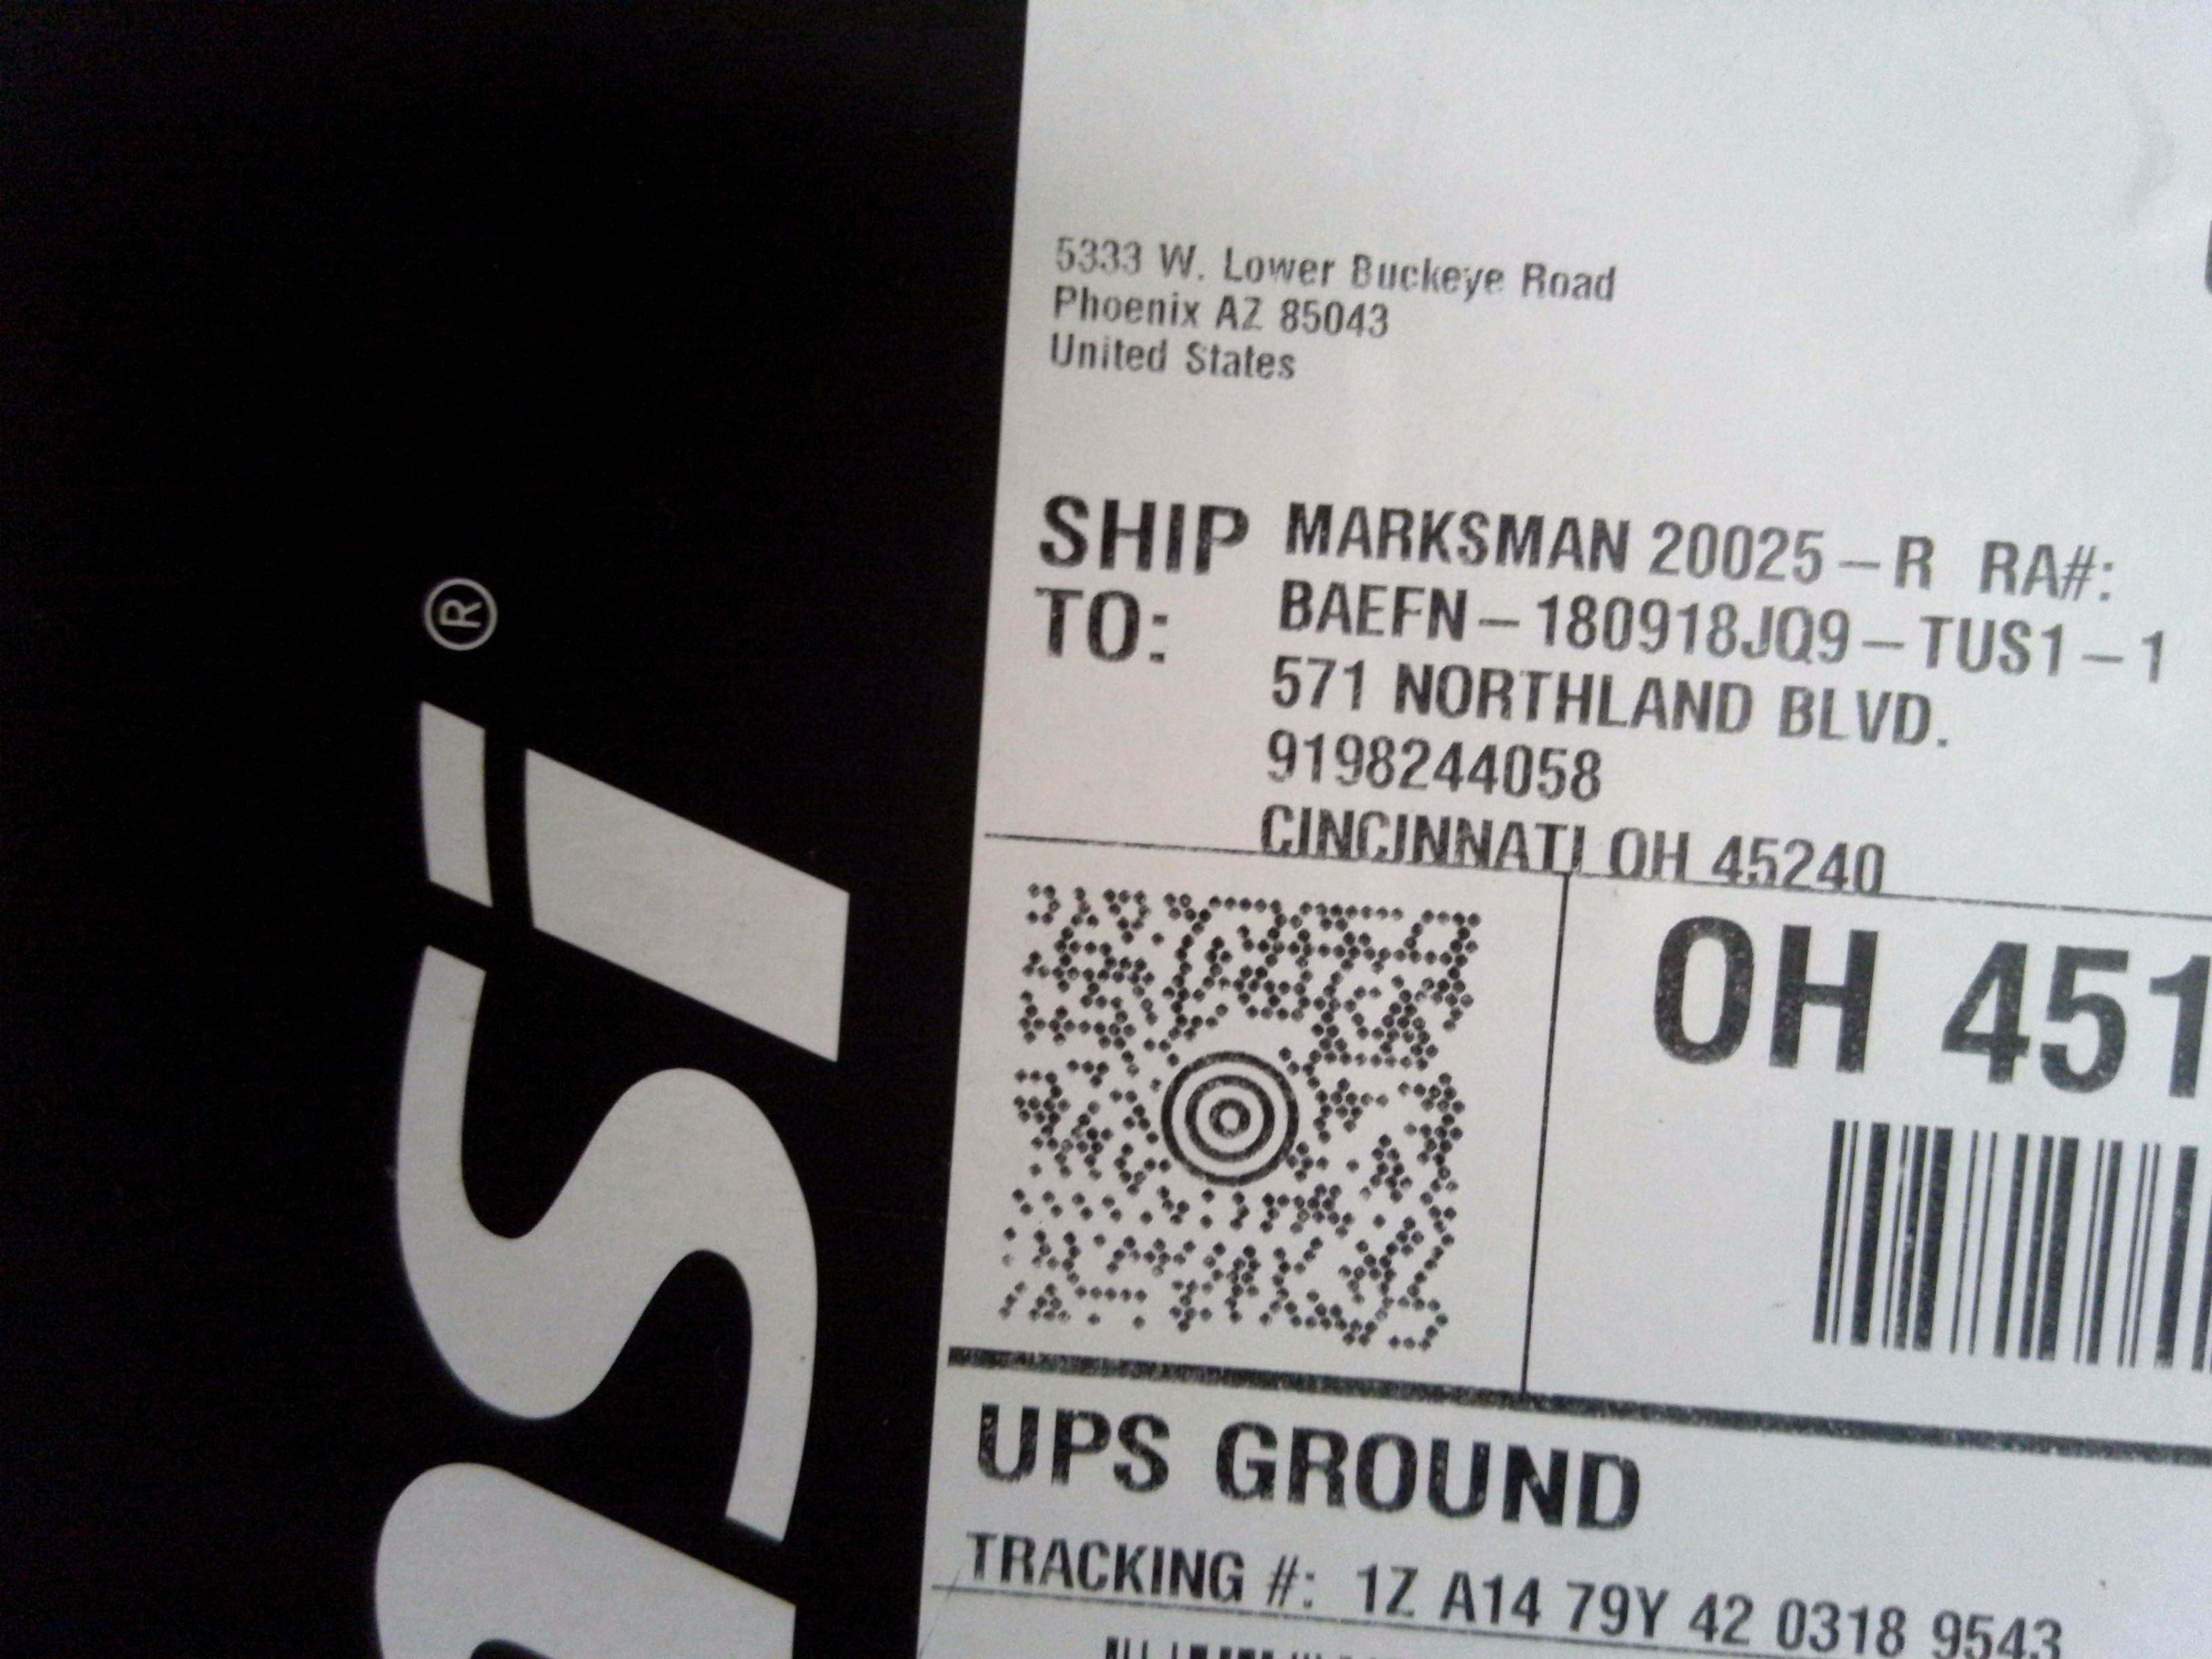 5333 W. Lower Buckeye Road
Phoenix AZ 85043
United States
SHIP TO:
MARKSMAN 20025-R RA#:
BAEFN-180918JQ9-TUS1-1
571 NORTHLAND BLVD.
9198244058
CINCINNATI OH 45240
OH 451
UPS GROUND
TRACKING #: 1Z A14 79Y 42 0318 9543
si®